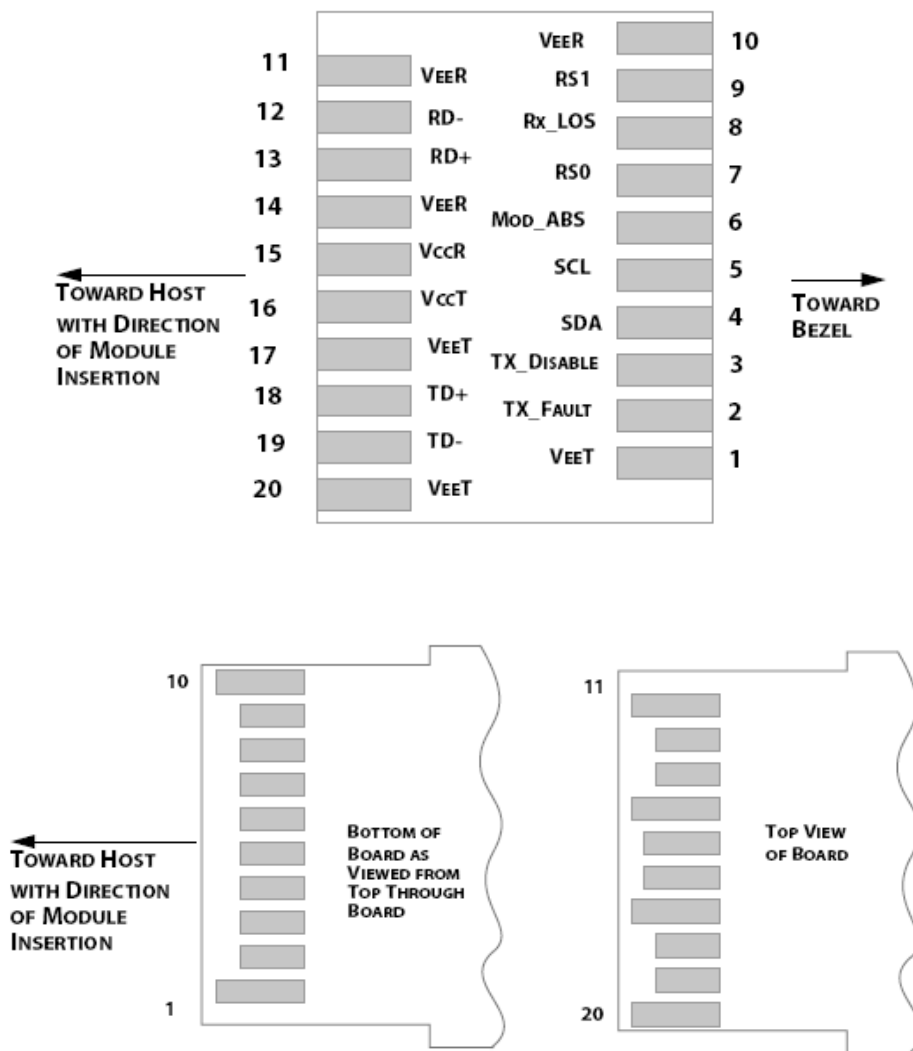 VEER 10
11 VEER RS1 9
12 RD- Rx_LOS 8
13 RD+ RS0 7
14 VEER MOD_ABS 6
15 VCCR SCL 5
16 VCCT SDA 4
17 VEET TX_DISABLE 3
18 TD+ TX_FAULT 2
19 TD- VEET 1
20 VEET
TOWARD HOST
WITH DIRECTION
OF MODULE
INSERTION
TOWARD
BEZEL
10
1
BOTTOM OF
BOARD AS
VIEWED FROM
TOP THROUGH
BOARD
TOWARD HOST
WITH DIRECTION
OF MODULE
INSERTION
11
20
TOP VIEW
OF BOARD